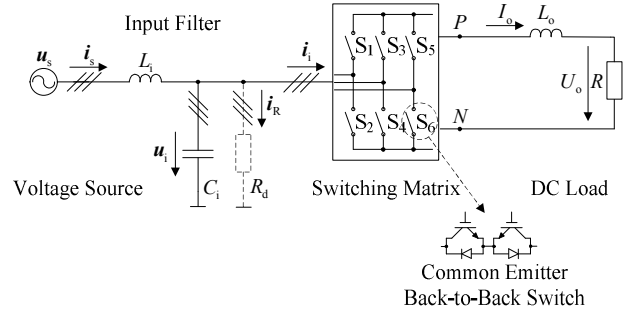 Input Filter
P I_o L_o
u_s i_s L_i i_i S_1 S_3 S_5
i_R U_o R
u_i S_2 S_4 S_6 N
Voltage Source C_i R_d Switching Matrix DC Load
Common Emitter
Back-to-Back Switch